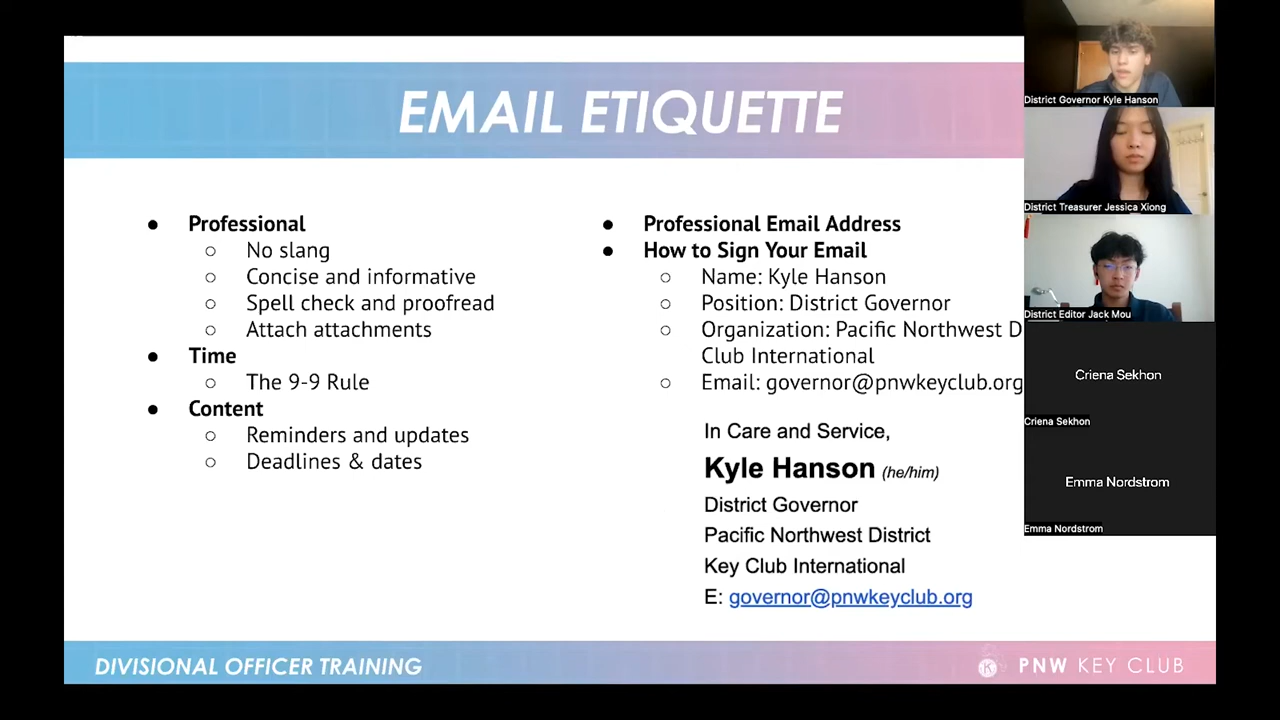 EMAIL ETIQUETTE
● Professional
○ No slang
○ Concise and informative
○ Spell check and proofread
○ Attach attachments
● Time
○ The 9-9 Rule
● Content
○ Reminders and updates
○ Deadlines & dates
● Professional Email Address
● How to Sign Your Email
○ Name: Kyle Hanson
○ Position: District Governor
○ Organization: Pacific Northwest D
Club International
○ Email: governor@pnwkeyclub.org
In Care and Service,
Kyle Hanson (he/him)
District Governor
Pacific Northwest District
Key Club International
E: governor@pnwkeyclub.org
DIVISIONAL OFFICER TRAINING
K
PNW KEY CLUB
District Governor Kyle Hanson
District Treasurer Jessica Xiong
District Editor Jack Mou
Criena Sekhon
Criena Sekhon
Emma Nordstrom
Emma Nordstrom